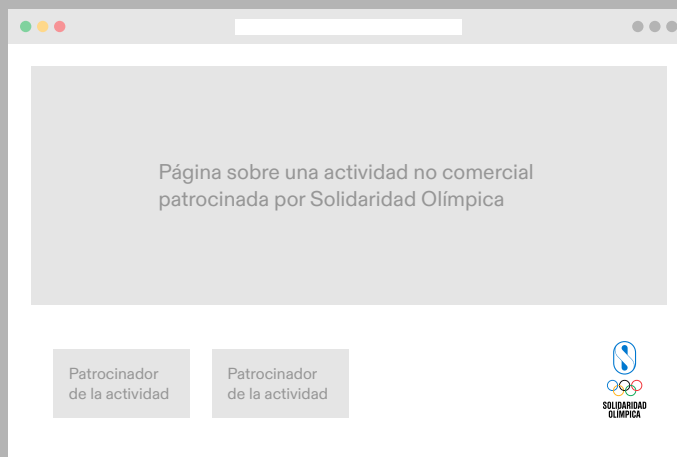 Página sobre una actividad no comercial
patrocinada por Solidaridad Olímpica
Patrocinador
de la actividad
Patrocinador
de la actividad
SOLIDARIDAD
OLÍMPICA